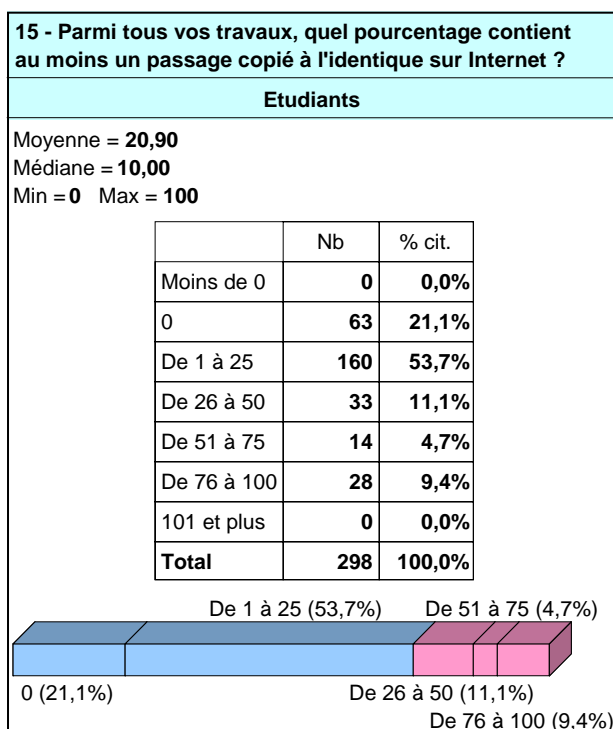 15 - Parmi tous vos travaux, quel pourcentage contient
au moins un passage copié à l'identique sur Internet ?
Etudiants
Moyenne = 20,90
Médiane = 10,00
Min = 0 Max = 100
Nb % cit.
Moins de 0 0 0,0%
0 63 21,1%
De 1 à 25 160 53,7%
De 26 à 50 33 11,1%
De 51 à 75 14 4,7%
De 76 à 100 28 9,4%
101 et plus 0 0,0%
Total 298 100,0%
De 1 à 25 (53,7%) De 51 à 75 (4,7%)
0 (21,1%) De 26 à 50 (11,1%)
De 76 à 100 (9,4%)